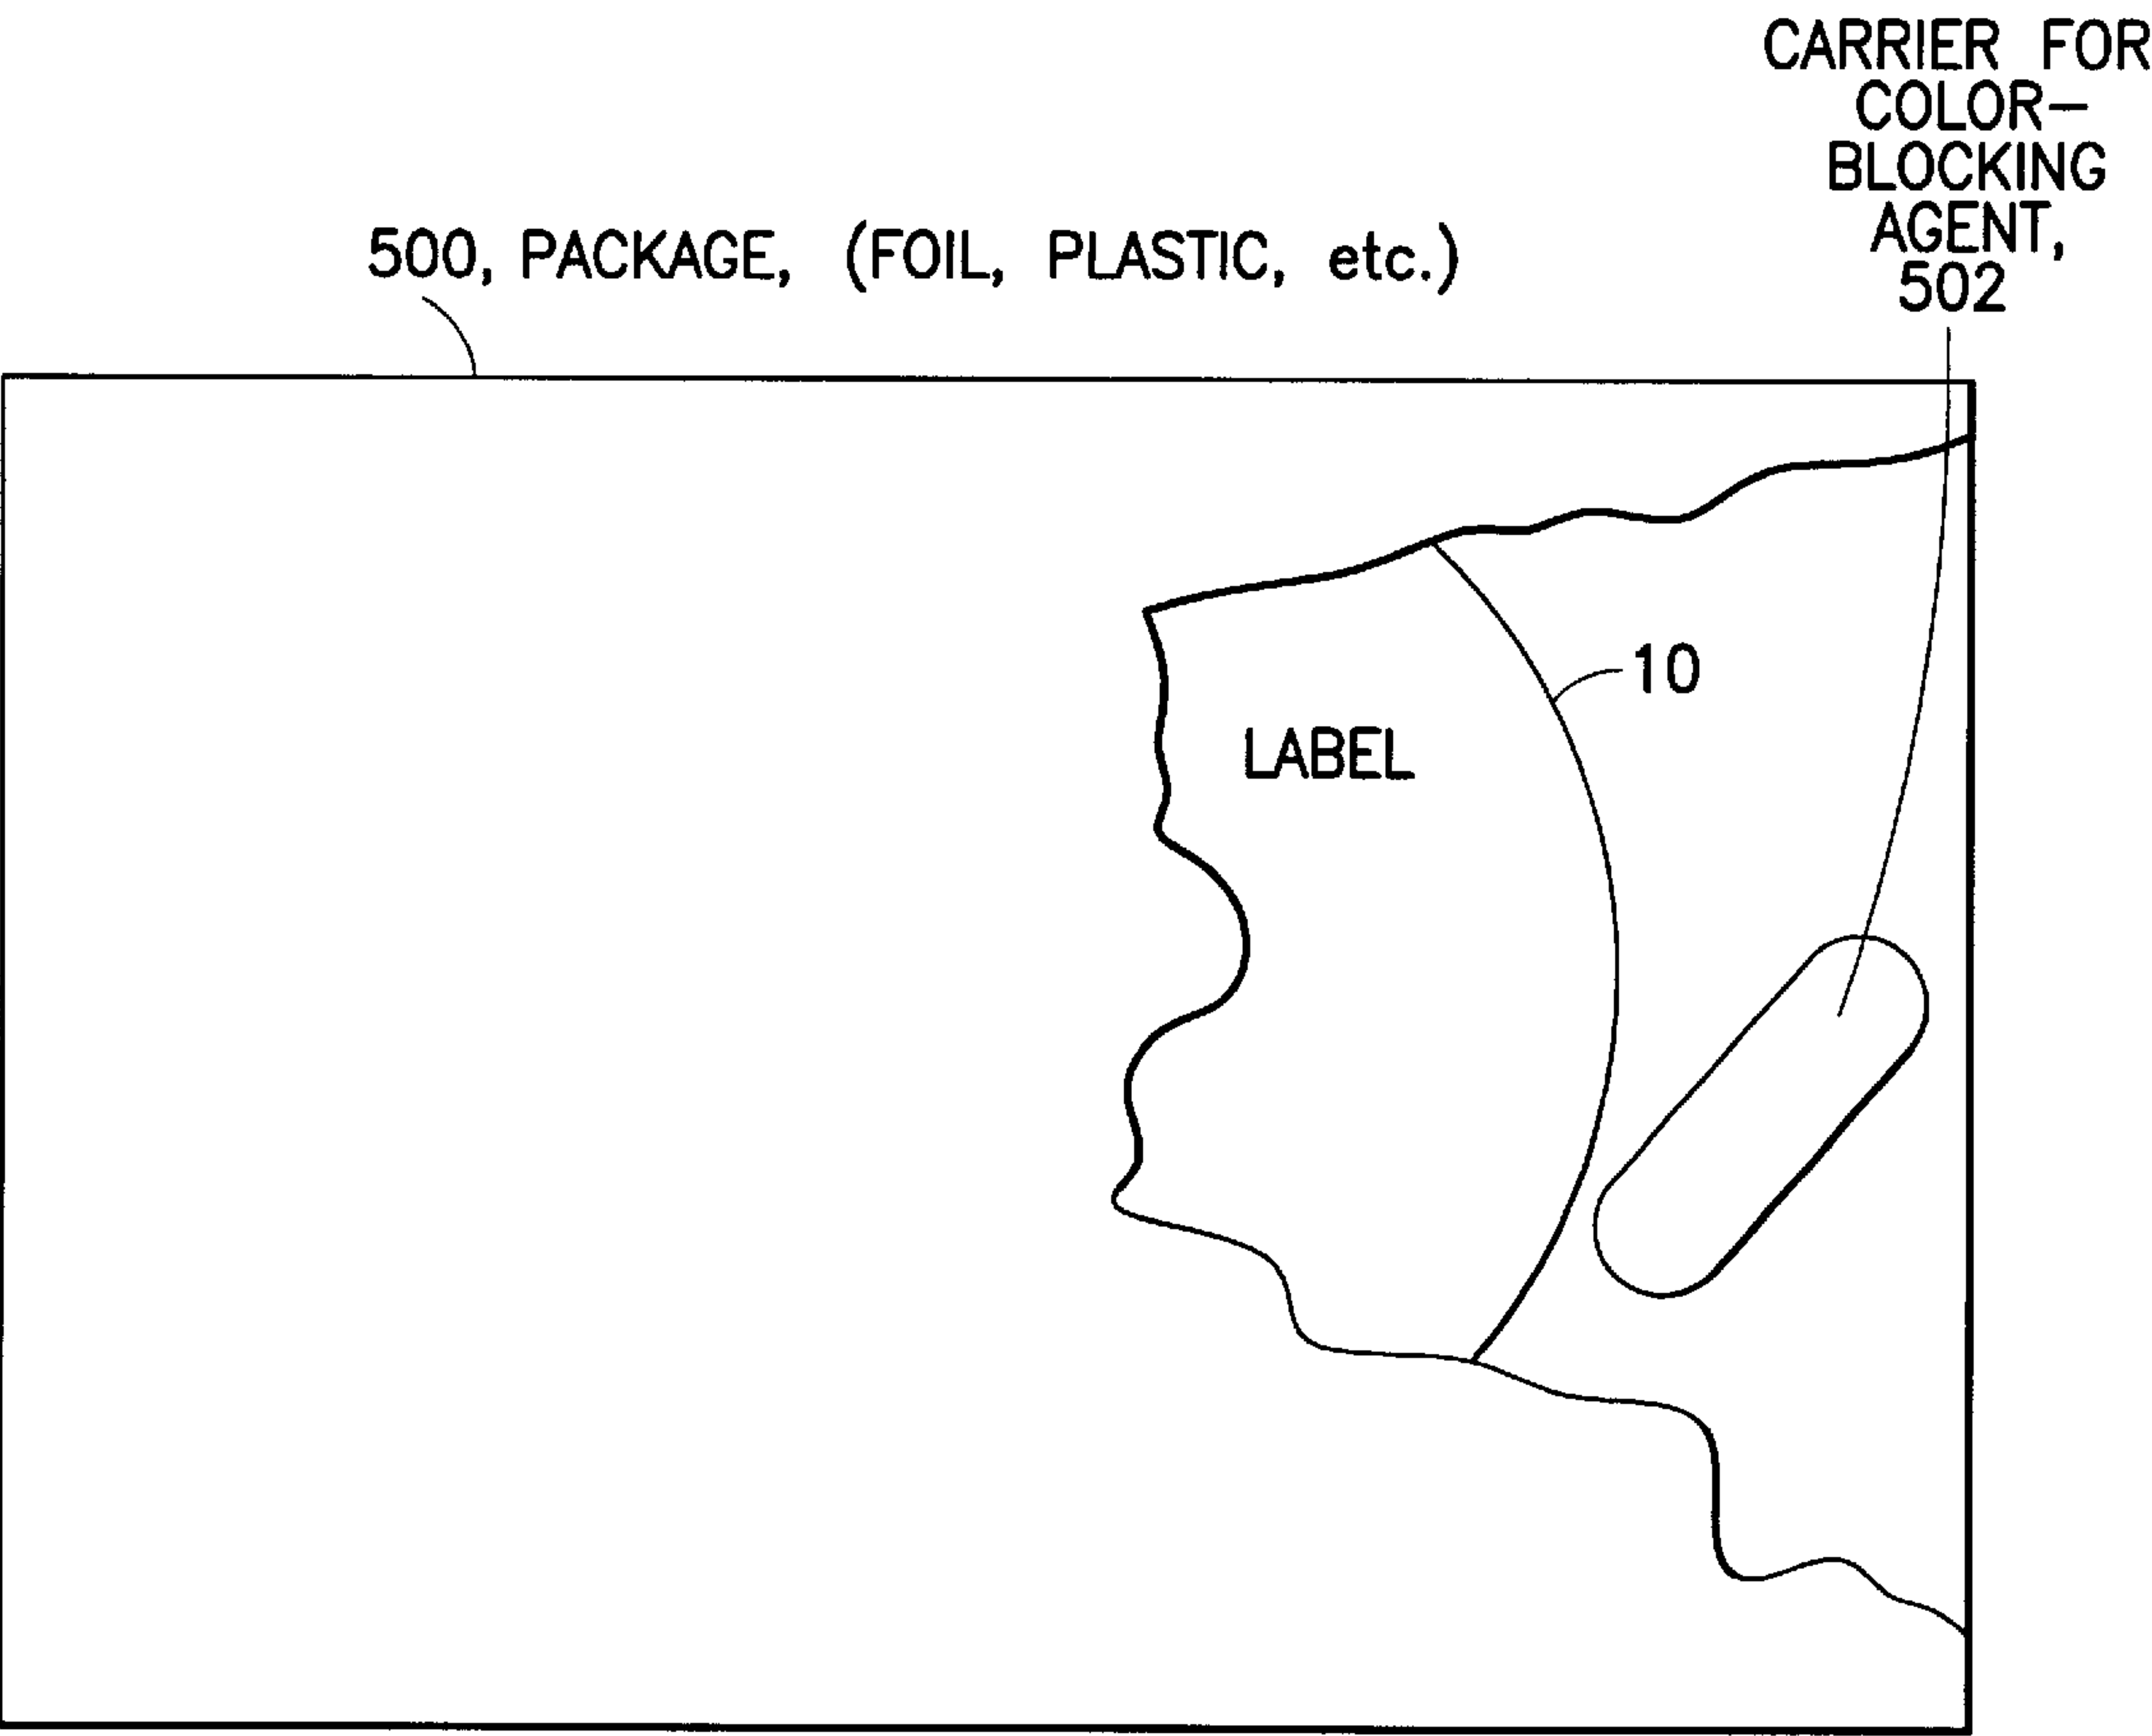 CARRIER FOR
COLOR—
BLOCKING
AGENT,
502
500, PACKAGE, (FOIL, PLASTIC, etc.)
10
LABEL